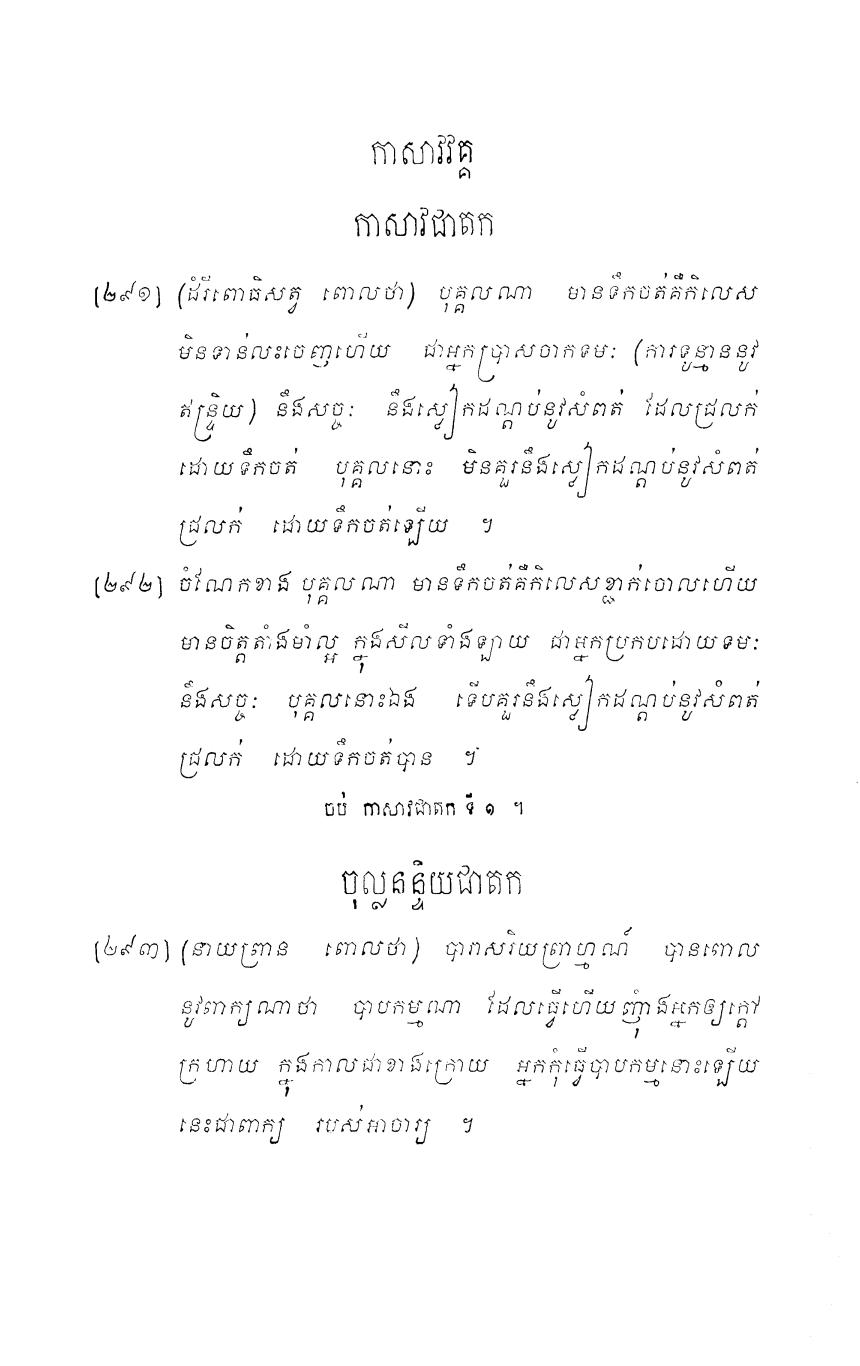 កាសាវវគ្គ
កាសាវជាតក
(២៩១) (ដំរីពោធិសត្វ ពោលថា) បុគ្គលណា មានទឹកចត់គឺកិលេស
មិនទាន់លះចេញហើយ ជាអ្នកប្រាសចាកទមៈ (ការទូន្មាននូវ
ឥន្ទ្រិយ) នឹងសច្ចៈ នឹងស្លៀកដណ្តប់នូវសំពត់ ដែលជ្រលក់
ដោយទឹកចត់ បុគ្គលនោះ មិនគួរនឹងស្លៀកដណ្តប់នូវសំពត់
ជ្រលក់ ដោយទឹកចត់ឡើយ ។
(២៩២) ចំណែកខាង បុគ្គលណា មានទឹកចត់គឺកិលេសខ្ជាក់ចោលហើយ
មានចិត្តតាំងមាំល្អ ក្នុងសីលទាំងឡាយ ជាអ្នកប្រកបដោយទមៈ
នឹងសច្ចៈ បុគ្គលនោះឯង ទើបគួរនឹងស្លៀកដណ្តប់នូវសំពត់
ជ្រលក់ ដោយទឹកចត់បាន ។
ចប់ កាសាវជាតក ទី ១ ។
ចុល្លនន្ទិយជាតក
(២៩៣) (នាយព្រាន ពោលថា) បារាសរិយព្រាហ្មណ៍ បានពោល
នូវពាក្យណាថា បាបកម្មណា ដែលធ្វើហើយញុំាងអ្នកឲ្យក្តៅ
ក្រហាយ ក្នុងកាលជាខាងក្រោយ អ្នកកុំធ្វើបាបកម្មនោះឡើយ
នេះជាពាក្យ របស់អាចារ្យ ។